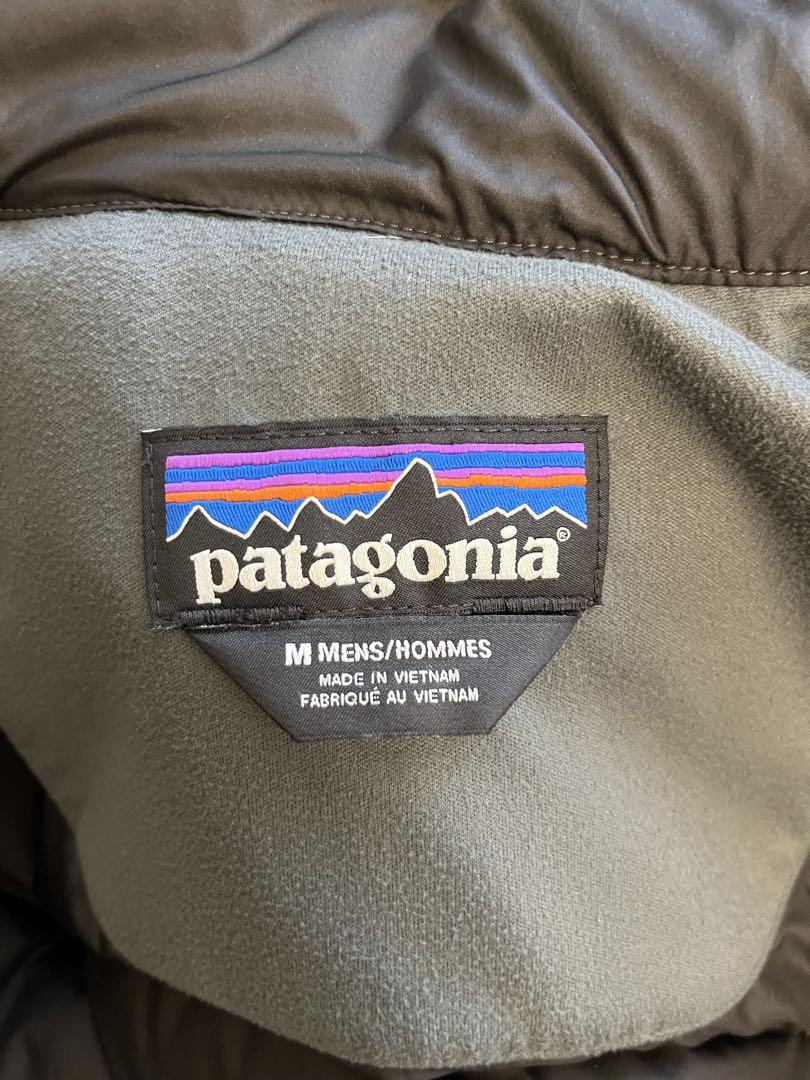 patagonia®
M MENS/HOMMES
MADE IN VIETNAM
FABRIQUÉ AU VIETNAM